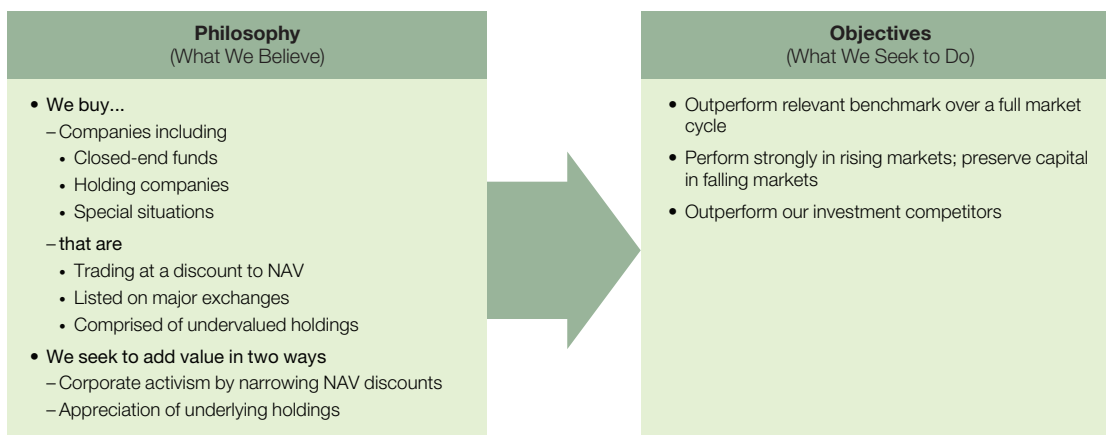 Philosophy
(What We Believe)
• We buy...
– Companies including
• Closed-end funds
• Holding companies
• Special situations
– that are
• Trading at a discount to NAV
• Listed on major exchanges
• Comprised of undervalued holdings
• We seek to add value in two ways
– Corporate activism by narrowing NAV discounts
– Appreciation of underlying holdings
Objectives
(What We Seek to Do)
• Outperform relevant benchmark over a full market
cycle
• Perform strongly in rising markets; preserve capital
in falling markets
• Outperform our investment competitors